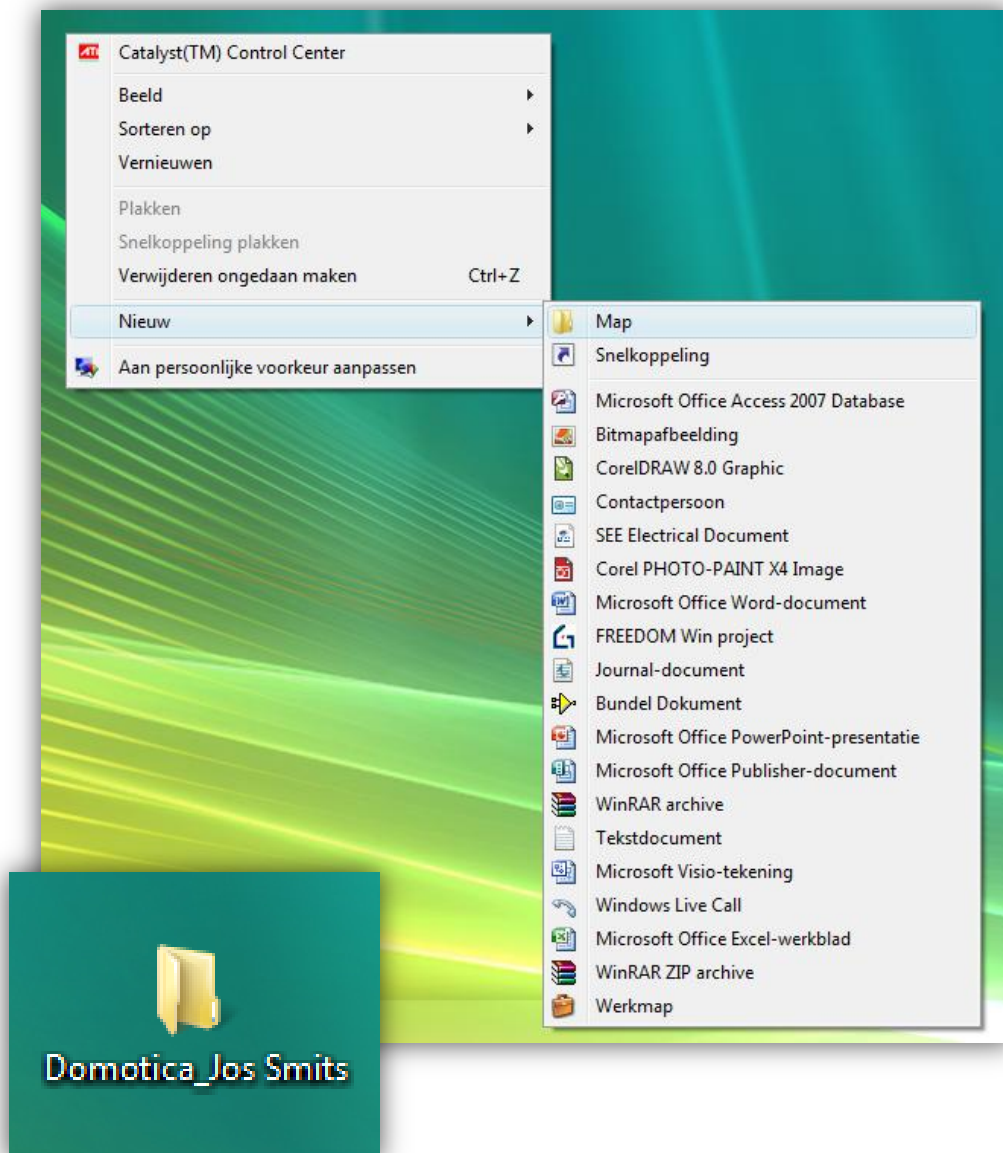 ATI
Catalyst(TM) Control Center
Beeld
Sorteren op
Vernieuwen
Plakken
Snelkoppeling plakken
Verwijderen ongedaan maken Ctrl+Z
Nieuw
Aan persoonlijke voorkeur aanpassen
Map
Snelkoppeling
Microsoft Office Access 2007 Database
Bitmapafbeelding
CorelDRAW 8.0 Graphic
Contactpersoon
SEE Electrical Document
Corel PHOTO-PAINT X4 Image
Microsoft Office Word-document
FREEDOM Win project
Journal-document
Bundel Dokument
Microsoft Office PowerPoint-presentatie
Microsoft Office Publisher-document
WinRAR archive
Tekstdocument
Microsoft Visio-tekening
Windows Live Call
Microsoft Office Excel-werkblad
WinRAR ZIP archive
Werkmap
Domotica_Jos Smits